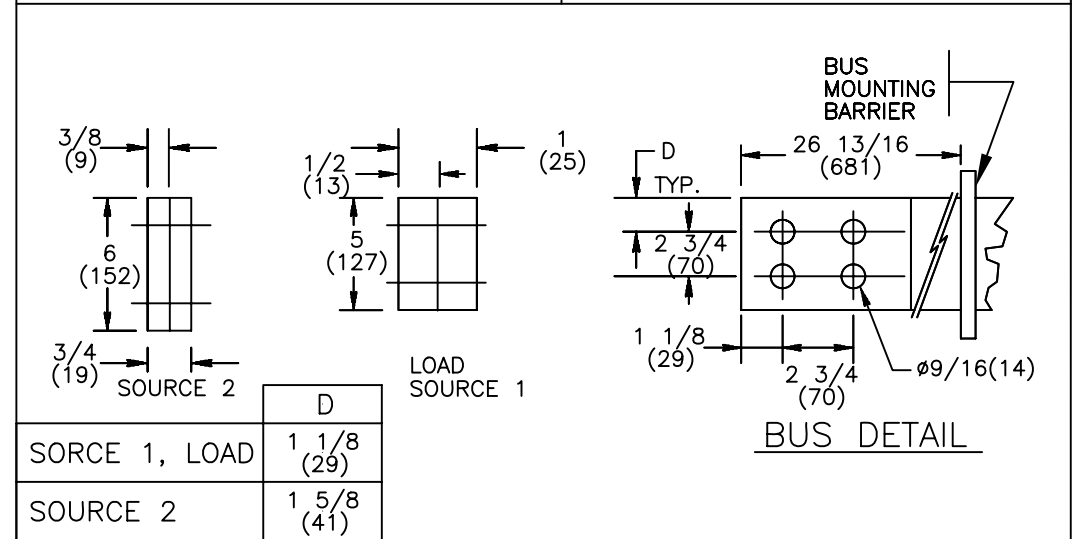 BUS
MOUNTING
BARRIER
3/8
(9)
1/2
(13)
1
(25)
D
TYP.
26 13/16
(681)
6
(152)
5
(127)
2 3/4
(70)
3/4
(19)
SOURCE 2
LOAD
SOURCE 1
1 1/8
(29)
2 3/4
(70)
ø9/16(14)
BUS DETAIL
D
SORCE 1, LOAD
1 1/8
(29)
SOURCE 2
1 5/8
(41)